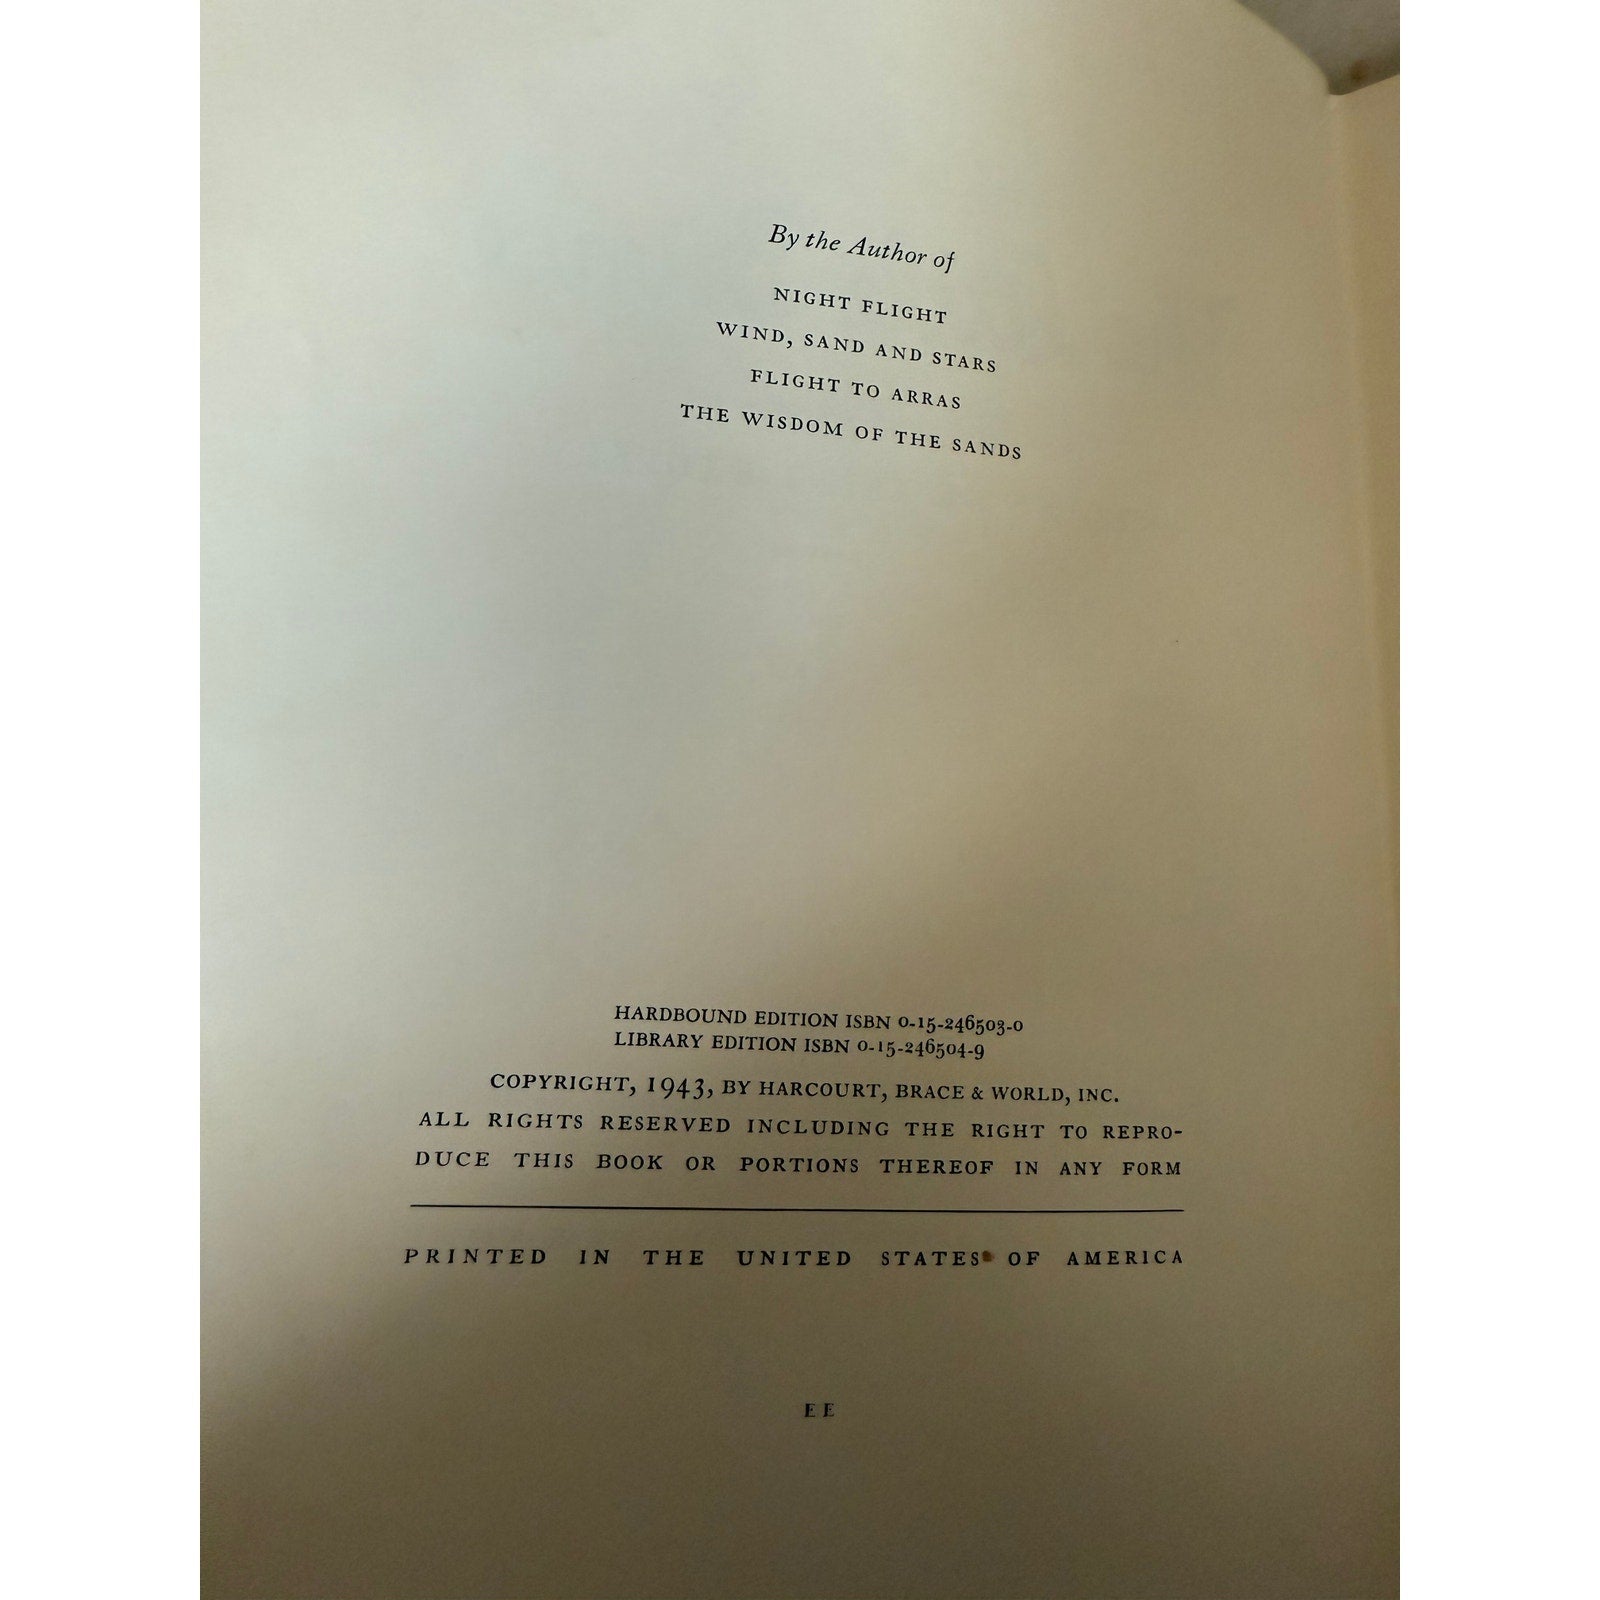 By the Author of
NIGHT FLIGHT
WIND, SAND AND STARS
FLIGHT TO ARRAS
THE WISDOM OF THE SANDS
HARDBOUND EDITION ISBN 0-15-246503-0
LIBRARY EDITION ISBN 0-15-246504-9
COPYRIGHT, 1943, BY HARCOURT, BRACE & WORLD, INC.
ALL RIGHTS RESERVED INCLUDING THE RIGHT TO REPRO-
DUCE THIS BOOK OR PORTIONS THEREOF IN ANY FORM
PRINTED IN THE UNITED STATES OF AMERICA
E E